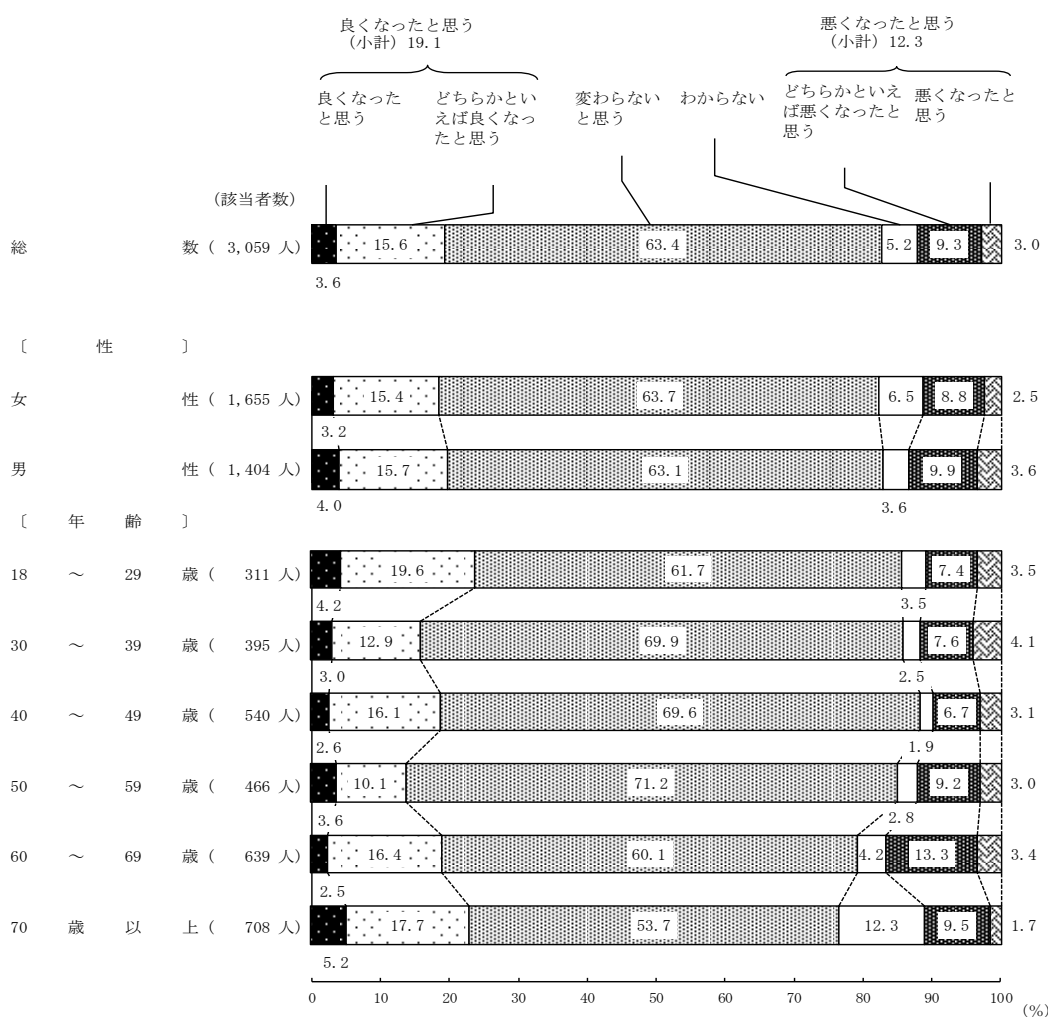 良くなったと思う
（小計）19.1
悪くなったと思う
（小計）12.3
良くなった
と思う
どちらかとい
えば良くなっ
たと思う
変わらない
と思う
わからない
どちらかといえ
ば悪くなったと
思う
悪くなったと
思う
（該当者数）
総 数 ( 3,059 人) 15.6 63.4 5.2 9.3 3.0
3.6
〔 性 〕
女 性 ( 1,655 人) 15.4 63.7 6.5 8.8 2.5
3.2
男 性 ( 1,404 人) 15.7 63.1 9.9 3.6
4.0 3.6
〔 年 齢 〕
18 ～ 29 歳 ( 311 人) 19.6 61.7 7.4 3.5
4.2 3.5
30 ～ 39 歳 ( 395 人) 12.9 69.9 7.6 4.1
3.0 2.5
40 ～ 49 歳 ( 540 人) 16.1 69.6 6.7 3.1
2.6 1.9
50 ～ 59 歳 ( 466 人) 10.1 71.2 9.2 3.0
3.6 2.8
60 ～ 69 歳 ( 639 人) 16.4 60.1 4.2 13.3 3.4
2.5
70 歳 以 上 ( 708 人) 17.7 53.7 12.3 9.5 1.7
5.2
0 10 20 30 40 50 60 70 80 90 100
(%)